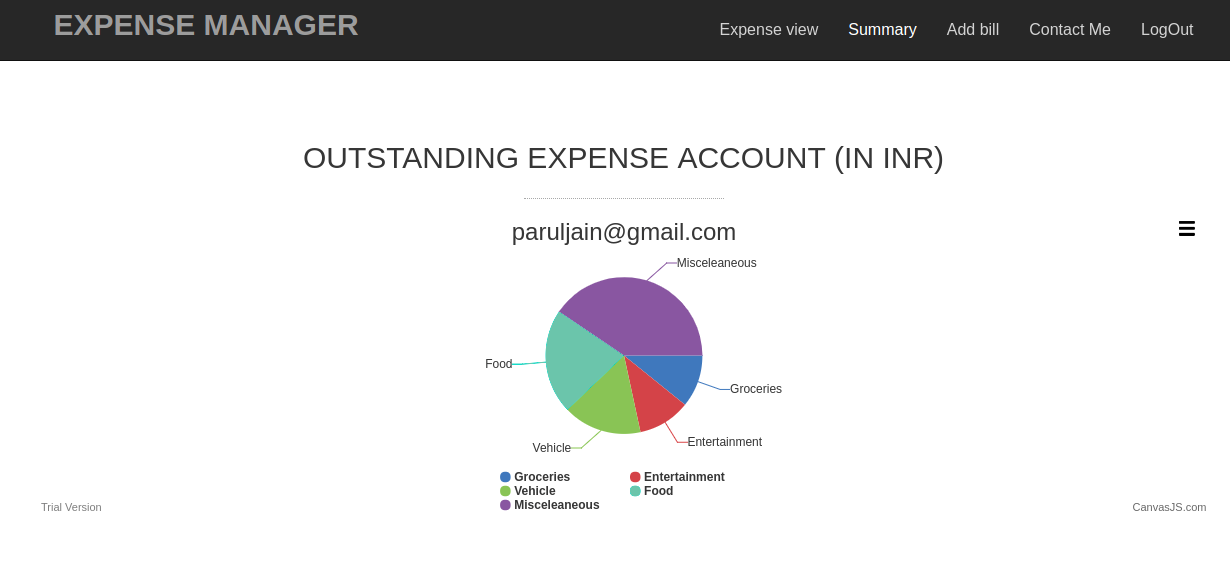 EXPENSE MANAGER
Expense view Summary Add bill Contact Me LogOut
OUTSTANDING EXPENSE ACCOUNT (IN INR)
paruljain@gmail.com
Misceleaneous
Food
Groceries
Entertainment
Vehicle
Groceries Entertainment
Vehicle Food
Misceleaneous
Trial Version
CanvasJS.com